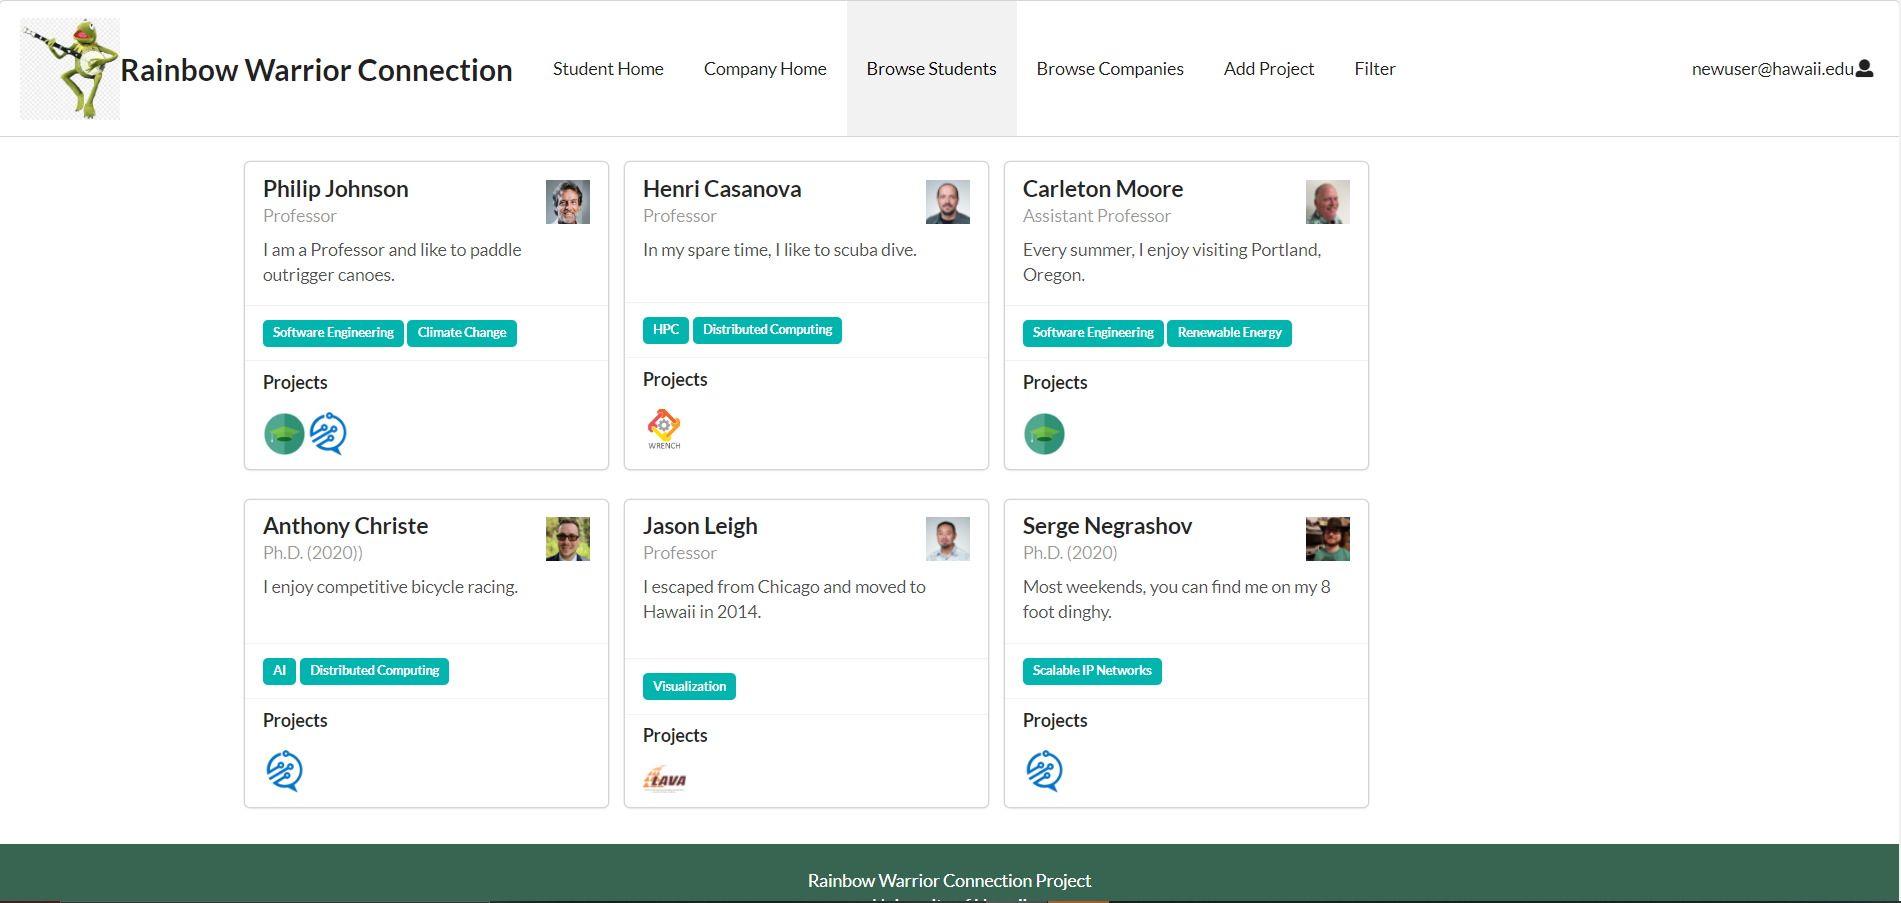 Rainbow Warrior Connection
Student Home
Company Home
Browse Students
Browse Companies
Add Project
Filter
newuser@hawaii.edu
Philip Johnson
Professor
I am a Professor and like to paddle
outrigger canoes.
Software Engineering
Climate Change
Projects
Henri Casanova
Professor
In my spare time, I like to scuba dive.
HPC
Distributed Computing
Projects
WRENCH
Carleton Moore
Assistant Professor
Every summer, I enjoy visiting Portland,
Oregon.
Software Engineering
Renewable Energy
Projects
Anthony Christe
Ph.D. (2020))
I enjoy competitive bicycle racing.
AI
Distributed Computing
Projects
Jason Leigh
Professor
I escaped from Chicago and moved to
Hawaii in 2014.
Visualization
Projects
LAVA
Serge Negrashov
Ph.D. (2020)
Most weekends, you can find me on my 8
foot dinghy.
Scalable IP Networks
Projects
Rainbow Warrior Connection Project